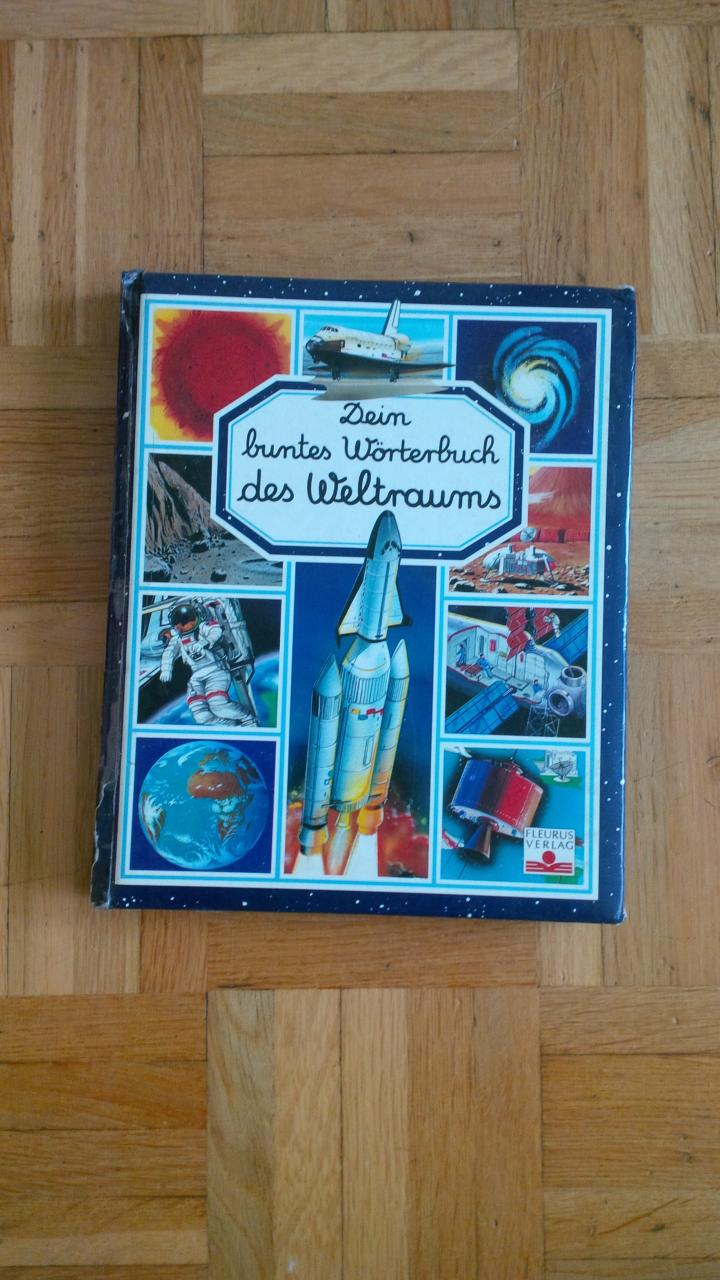 Dein
buntes Wörterbuch
des Weltraums
FLEURUS
VERLAG